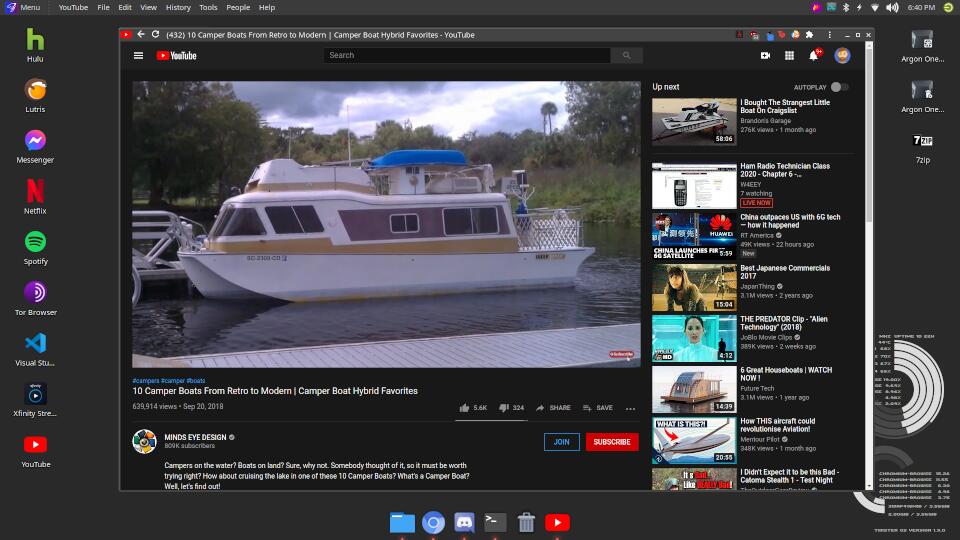 Menu YouTube File Edit View History Tools People Help 6:40 PM
(432) 10 Camper Boats From Retro to Modern | Camper Boat Hybrid Favorites - YouTube
YouTube
Search
9+
Hulu
Lutris
Messenger
Netflix
Spotify
Tor Browser
Visual Stu...
Xfinity Stre...
YouTube
Argon One...
Argon One...
7zip
Subscribe
#campers #camper #boats
10 Camper Boats From Retro to Modern | Camper Boat Hybrid Favorites
639,914 views • Sep 20, 2018
5.6K 324 SHARE SAVE
MINDS EYE DESIGN
809K subscribers
JOIN SUBSCRIBE
Campers on the water? Boats on land? Sure, why not. Somebody thought of it, so it must be worth
trying right? How about cruising the lake in one of these 10 Camper Boats? What's a Camper Boat?
Well, let's find out!
Up next AUTOPLAY
58:06
I Bought The Strangest Little
Boat On Craigslist
Brandon's Garage
276K views • 1 month ago
Ham Radio Technician Class
2020 - Chapter 6 -...
W4EEY
7 watching
LIVE NOW
HUAWEI
CHINA LAUNCHES FIRST
6G SATELLITE
5:59
China outpaces US with 6G tech
— how it happened
RT America
49K views • 22 hours ago
New
15:04
Best Japanese Commercials
2017
JapanThing
3.1M views • 2 years ago
HD
4:12
THE PREDATOR Clip - "Alien
Technology" (2018)
JoBlo Movie Clips
389K views • 2 weeks ago
14:39
6 Great Houseboats | WATCH
NOW !
Future Tech
3.1M views • 1 year ago
WHAT IS THIS?!
20:55
How THIS aircraft could
revolutionise Aviation!
Mentour Pilot
348K views • 1 month ago
It's Bad..
Like REALLY Bad!
I Didn't Expect it to be this Bad -
Catoma Stealth 1 - Test Night